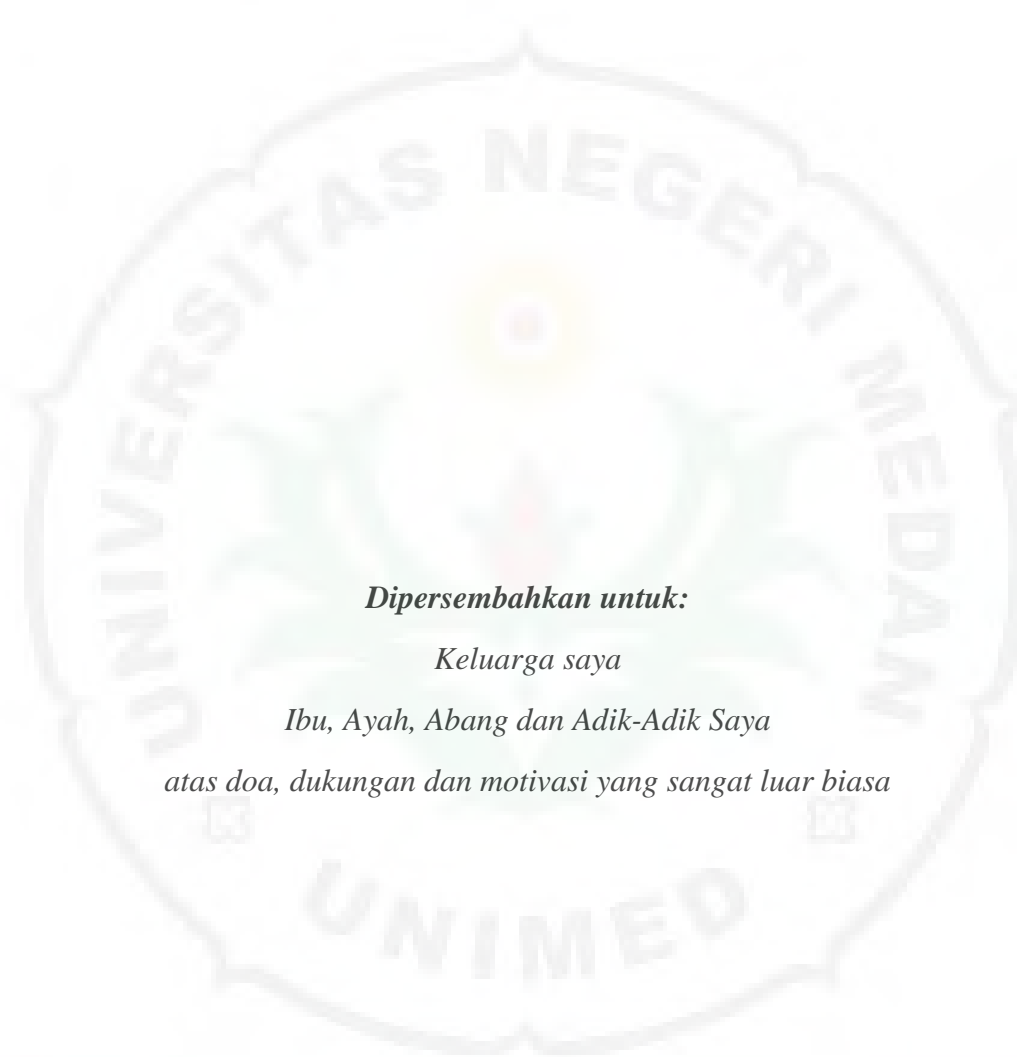 UNIVERSITAS NEGERI MEDAN
Dipersembahkan untuk:
Keluarga saya
Ibu, Ayah, Abang dan Adik-Adik Saya
atas doa, dukungan dan motivasi yang sangat luar biasa
UNIMED